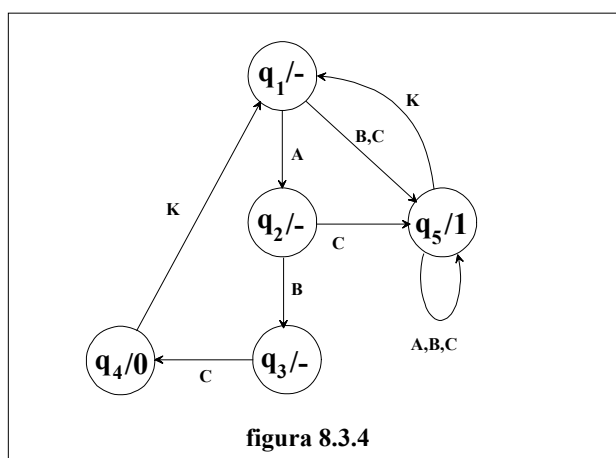 q1/-
K
B,C
A
K
q2/-
C
q5/1
B
A,B,C
q4/0
C
q3/-
figura 8.3.4